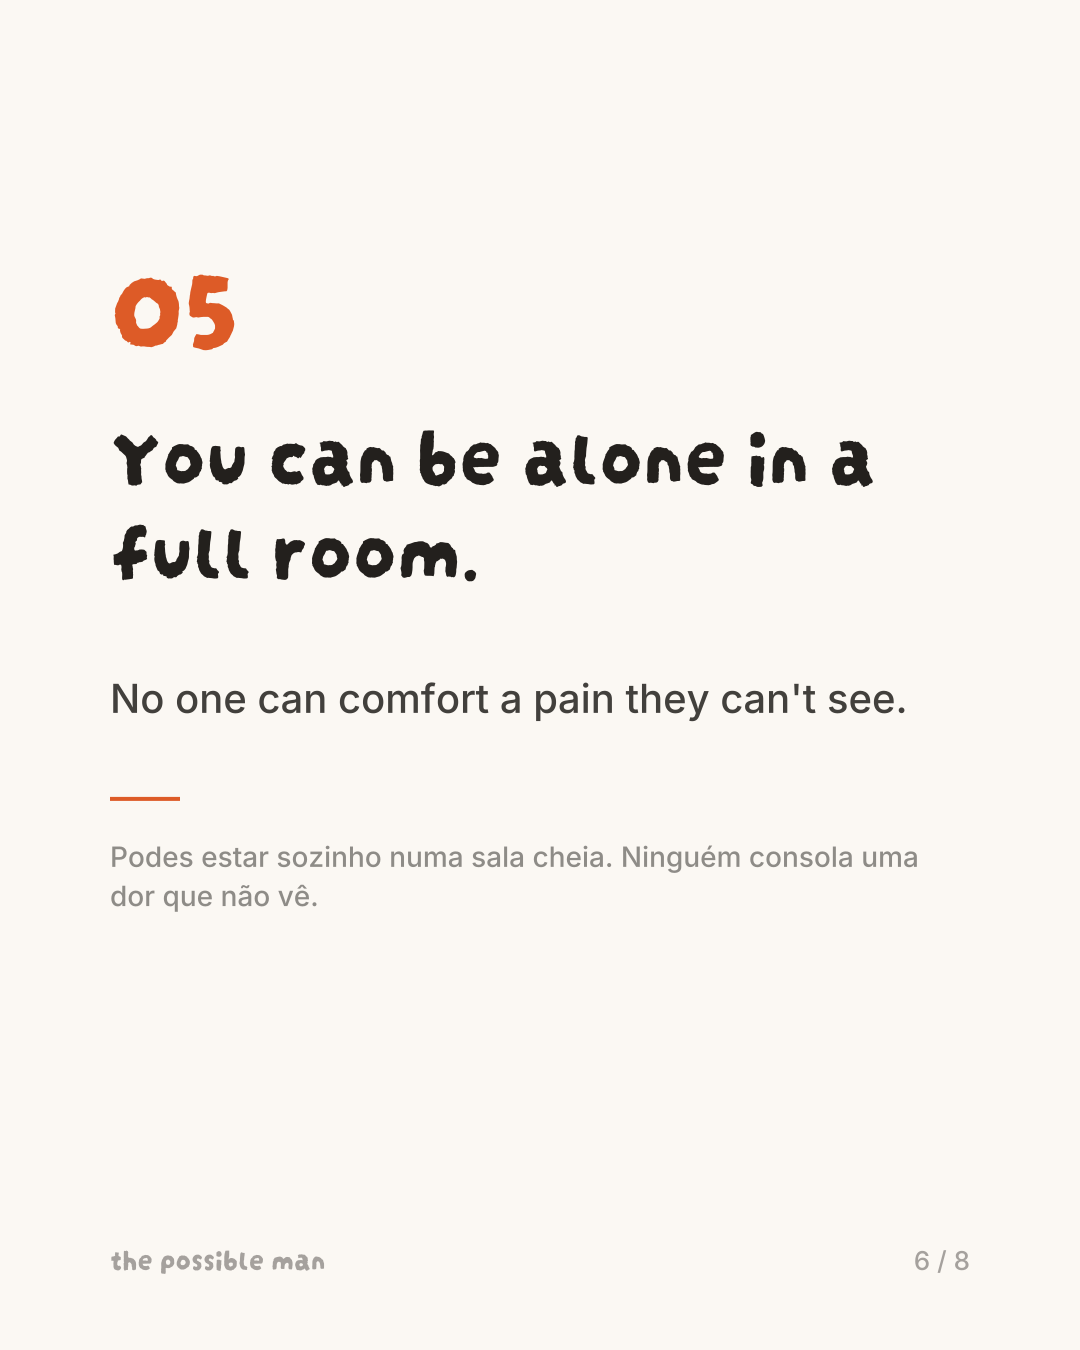 05
You can be alone in a
full room.
No one can comfort a pain they can't see.
Podes estar sozinho numa sala cheia. Ninguém consola uma
dor que não vê.
the possible man
6 / 8